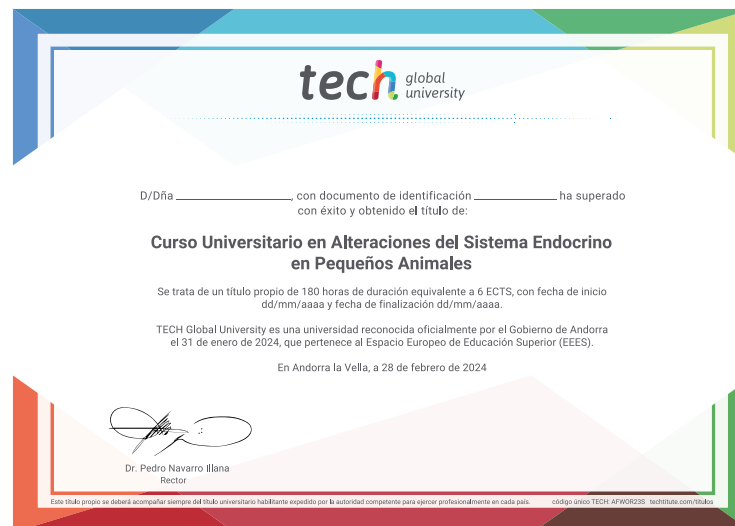 tech global university
D/Dña ____________, con documento de identificación ____________ ha superado
con éxito y obtenido el título de:
Curso Universitario en Alteraciones del Sistema Endocrino
en Pequeños Animales
Se trata de un título propio de 180 horas de duración equivalente a 6 ECTS, con fecha de inicio
dd/mm/aaaa y fecha de finalización dd/mm/aaaa.
TECH Global University es una universidad reconocida oficialmente por el Gobierno de Andorra
el 31 de enero de 2024, que pertenece al Espacio Europeo de Educación Superior (EEES).
En Andorra la Vella, a 28 de febrero de 2024
Dr. Pedro Navarro Illana
Rector
Este título propio se deberá acompañar siempre del título universitario habilitante expedido por la autoridad competente para ejercer profesionalmente en cada país. código único TECH: AFWOR23S techtitute.com/titulos